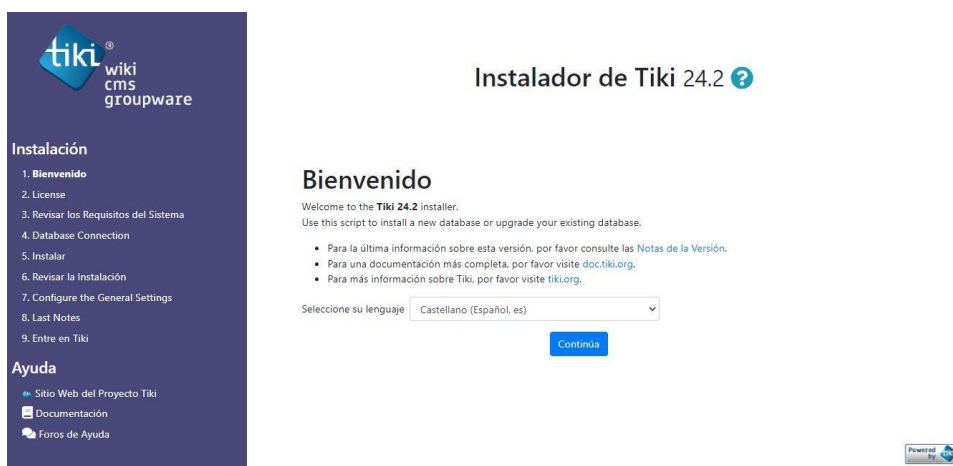 tiki®
wiki
cms
groupware
Instalación
1. Bienvenido
2. License
3. Revisar los Requisitos del Sistema
4. Database Connection
5. Instalar
6. Revisar la Instalación
7. Configure the General Settings
8. Last Notes
9. Entre en Tiki
Ayuda
Sitio Web del Proyecto Tiki
Documentación
Foros de Ayuda
Instalador de Tiki 24.2 ?
Bienvenido
Welcome to the Tiki 24.2 installer.
Use this script to install a new database or upgrade your existing database.
• Para la última información sobre esta versión, por favor consulte las Notas de la Versión.
• Para una documentación más completa, por favor visite doc.tiki.org.
• Para más información sobre Tiki, por favor visite tiki.org.
Seleccione su lenguaje Castellano (Español, es)
Continúa
Powered
by tiki